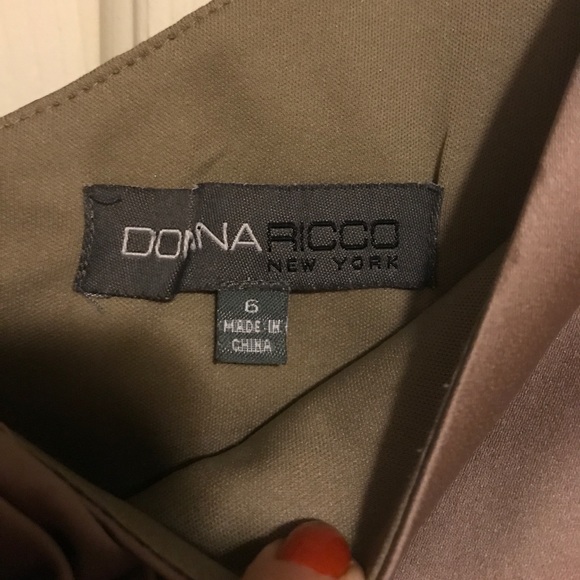 DONNA RICCO
NEW YORK
6
MADE IN
CHINA